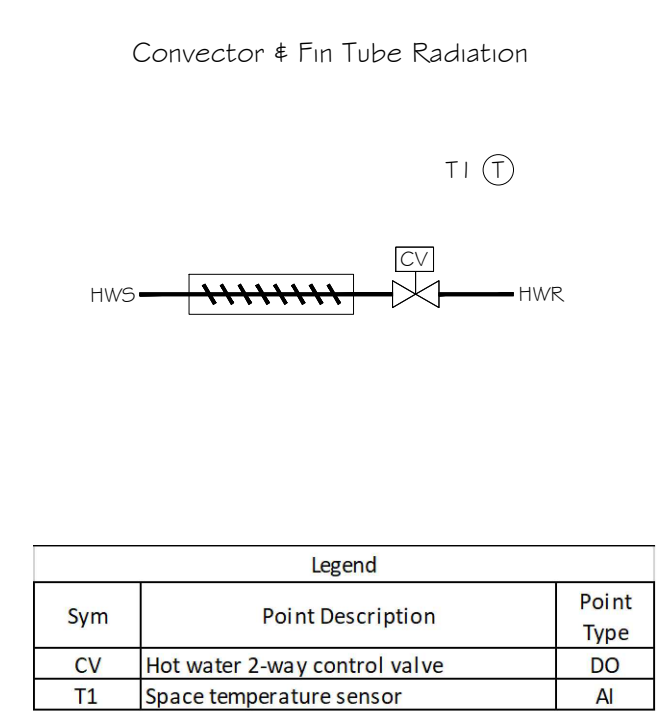 Convector & Fin Tube Radiation
T1 T
CV
HWS HWR
Legend
Sym Point Description Point Type
CV Hot water 2-way control valve DO
T1 Space temperature sensor AI